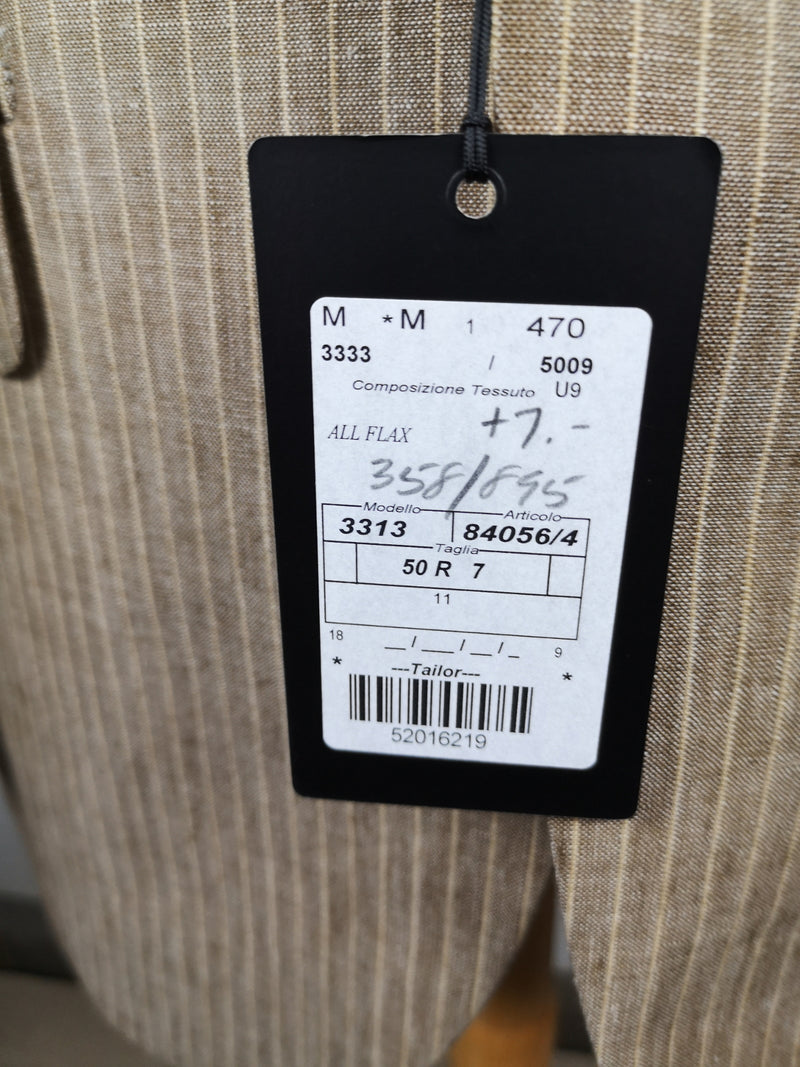 M *M 1 470
3333 / 5009
Composizione Tessuto U9
+7.-
ALL FLAX
358/895
Modello Articolo
3313 84056/4
Taglia
50 R 7
11
18 __/___/__/_ 9
* ---Tailor--- *
52016219